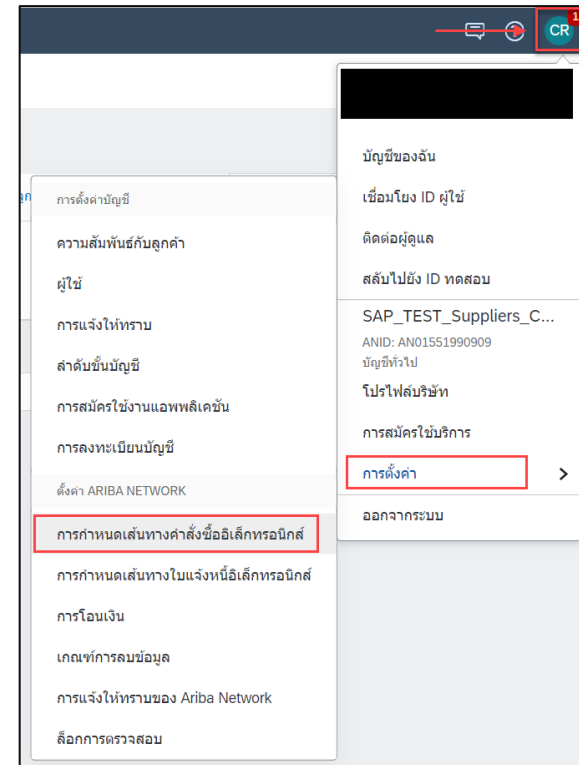 CR
1
บัญชีของฉัน
เชื่อมโยง ID ผู้ใช้
ติดต่อผู้ดูแล
สลับไปยัง ID ทดสอบ
SAP_TEST_Suppliers_C...
ANID: AN01551990909
บัญชีทั่วไป
โปรไฟล์บริษัท
การสมัครใช้บริการ
การตั้งค่า
ออกจากระบบ
การตั้งค่าบัญชี
ความสัมพันธ์กับลูกค้า
ผู้ใช้
การแจ้งให้ทราบ
ลำดับขั้นบัญชี
การสมัครใช้งานแอพพลิเคชัน
การลงทะเบียนบัญชี
ตั้งค่า ARIBA NETWORK
การกำหนดเส้นทางคำสั่งซื้ออิเล็กทรอนิกส์
การกำหนดเส้นทางใบแจ้งหนี้อิเล็กทรอนิกส์
การโอนเงิน
เกณฑ์การลบข้อมูล
การแจ้งให้ทราบของ Ariba Network
ล็อกการตรวจสอบ